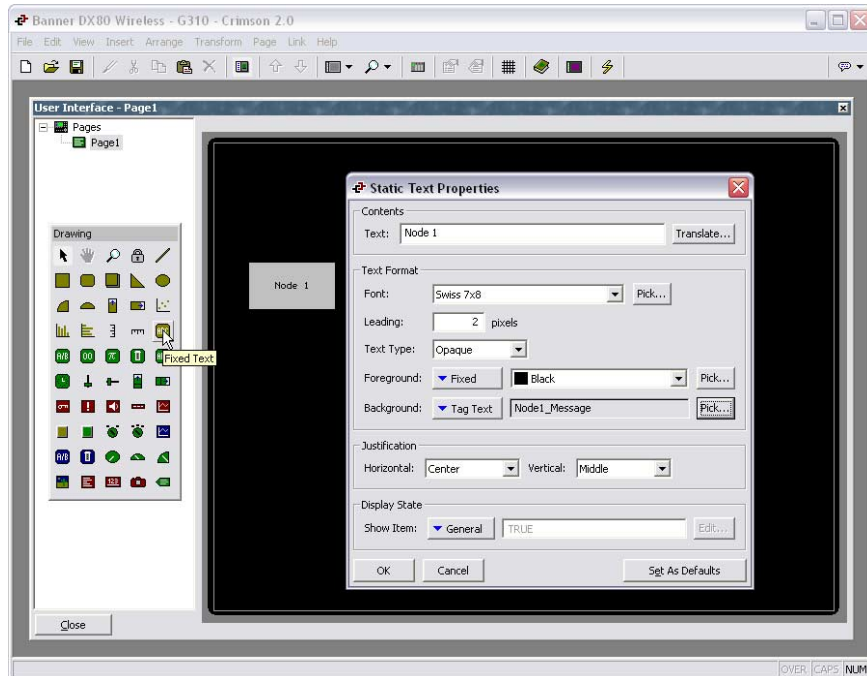 Banner DX80 Wireless - G310 - Crimson 2.0
File Edit View Insert Arrange Transform Page Link Help
User Interface - Page1
Pages
Page1
Drawing
Fixed Text
Node 1
Static Text Properties
Contents
Text: Node 1 Translate...
Text Format
Font: Swiss 7x8 Pick...
Leading: 2 pixels
Text Type: Opaque
Foreground: Fixed Black Pick...
Background: Tag Text Node1_Message Pick...
Justification
Horizontal: Center Vertical: Middle
Display State
Show Item: General TRUE Edit...
OK Cancel Set As Defaults
Close
OVER CAPS NUM